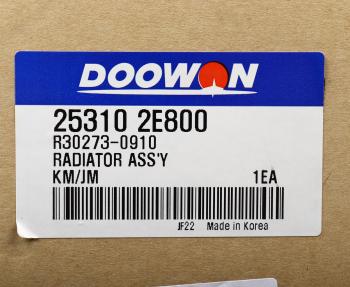 DOOWON
25310 2E800
R30273-0910
RADIATOR ASS'Y
KM/JM 1EA
JF22 Made in Korea